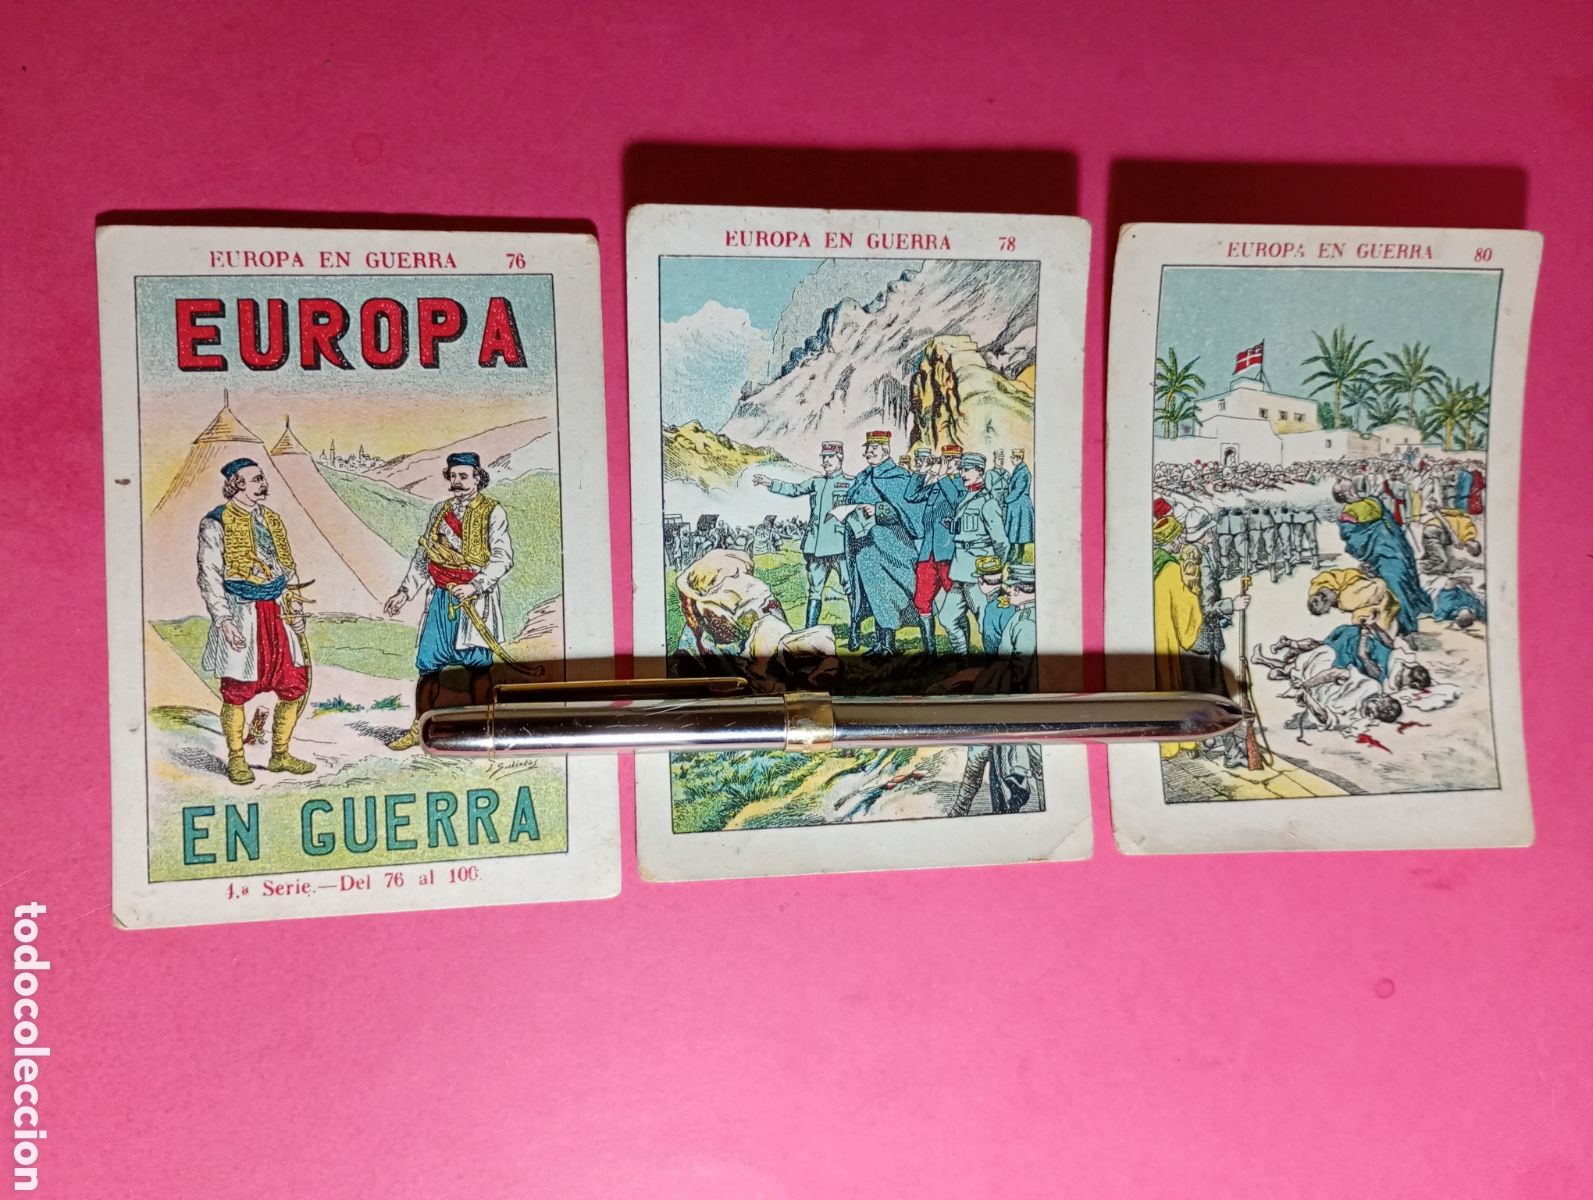 EUROPA EN GUERRA 76
EUROPA
EN GUERRA
4.ª Serie.—Del 76 al 100.
EUROPA EN GUERRA 78
EUROPA EN GUERRA 80
todocoleccion